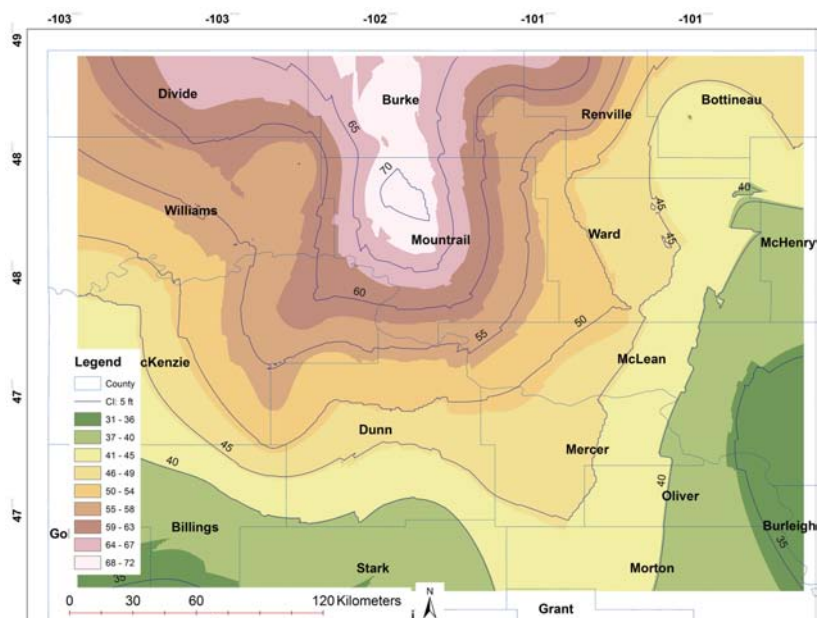 -103 -103 -102 -101 -101
49
48
48
47
47
Divide
Burke
Renville
Bottineau
65
70
40
Williams
Mountrail
Ward
45
45
McHenry
60
55
50
cKenzie
McLean
Dunn
45
40
Mercer
40
Oliver
Billings
Burleigh
35
35
Stark
Morton
Grant
Legend
County
CI: 5 ft
31 - 36
37 - 40
41 - 45
46 - 49
50 - 54
55 - 58
59 - 63
64 - 67
68 - 72
0 30 60 120 Kilometers
N